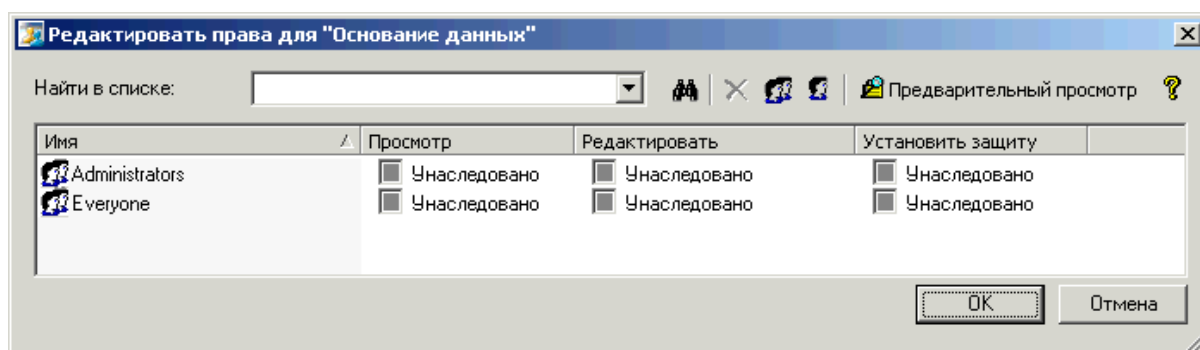 Редактировать права для "Основание данных"
Найти в списке:
Предварительный просмотр
Имя Просмотр Редактировать Установить защиту
Administrators Унаследовано Унаследовано Унаследовано
Everyone Унаследовано Унаследовано Унаследовано
OK Отмена